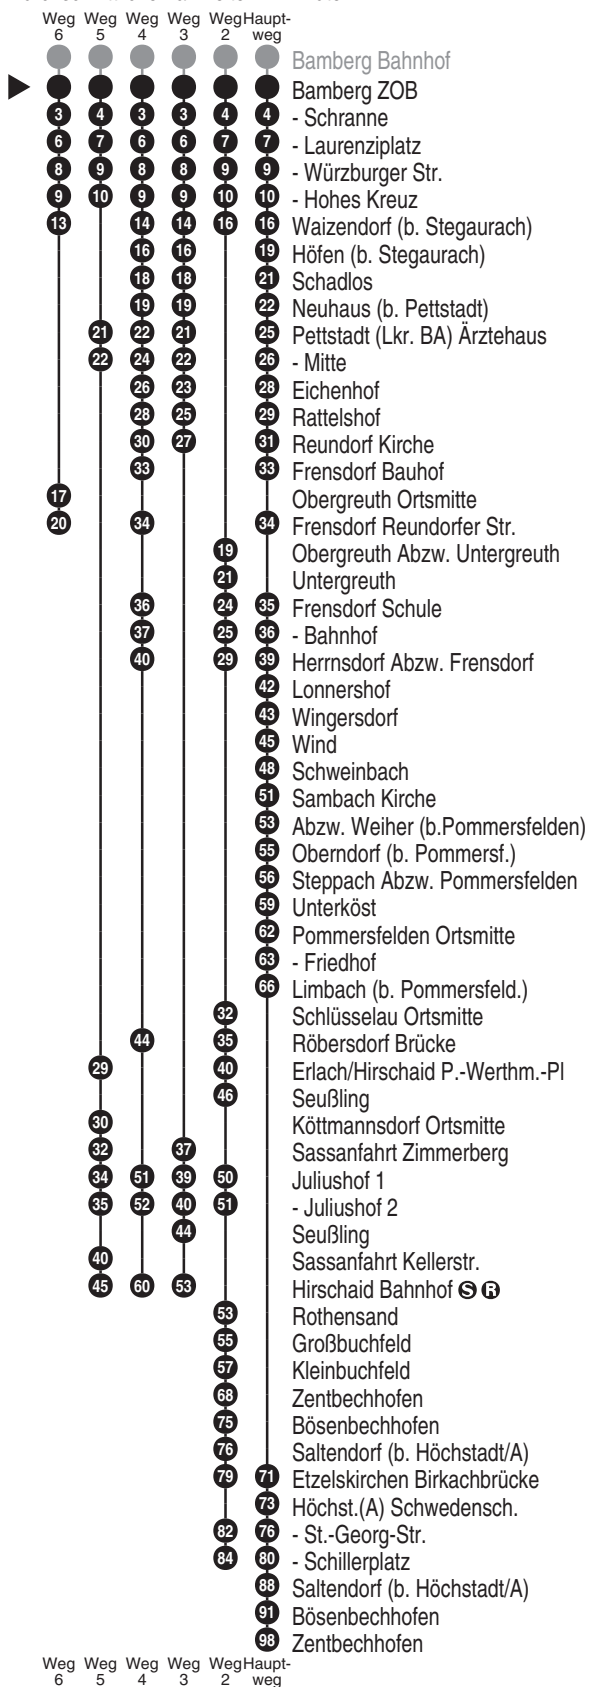 Weg Weg Weg Weg Weg Haupt-
6 5 4 3 2 weg
Bamberg Bahnhof
Bamberg ZOB
3 4 3 3 4 4 - Schranne
6 7 6 6 7 7 - Laurenziplatz
8 9 8 8 9 9 - Würzburger Str.
9 10 9 9 10 10 - Hohes Kreuz
13 14 14 16 16 Waizendorf (b. Stegaurach)
16 16 19 Höfen (b. Stegaurach)
18 18 21 Schadlos
19 19 22 Neuhaus (b. Pettstadt)
21 22 21 25 Pettstadt (Lkr. BA) Ärztehaus
22 24 22 26 - Mitte
26 23 28 Eichenhof
28 25 29 Rattelshof
30 27 31 Reundorf Kirche
33 33 Frensdorf Bauhof
17 Obergreuth Ortsmitte
20 34 34 Frensdorf Reundorfer Str.
19 Obergreuth Abzw. Untergreuth
21 Untergreuth
36 24 35 Frensdorf Schule
37 25 36 - Bahnhof
40 29 39 Herrnsdorf Abzw. Frensdorf
42 Lonnershof
43 Wingersdorf
45 Wind
48 Schweinbach
51 Sambach Kirche
53 Abzw. Weiher (b.Pommersfelden)
55 Oberndorf (b. Pommersf.)
56 Steppach Abzw. Pommersfelden
59 Unterköst
62 Pommersfelden Ortsmitte
63 - Friedhof
66 Limbach (b. Pommersfeld.)
32 Schlüsselau Ortsmitte
44 35 Röbersdorf Brücke
29 40 Erlach/Hirschaid P.-Werthm.-Pl
46 Seußling
30 Köttmannsdorf Ortsmitte
32 37 Sassanfahrt Zimmerberg
34 51 39 50 Juliushof 1
35 52 40 51 - Juliushof 2
44 Seußling
40 Sassanfahrt Kellerstr.
45 60 53 Hirschaid Bahnhof S R
53 Rothensand
55 Großbuchfeld
57 Kleinbuchfeld
68 Zentbechhofen
75 Bösenbechhofen
76 Saltendorf (b. Höchstadt/A)
79 71 Etzelskirchen Birkachbrücke
73 Höchst.(A) Schwedensch.
82 76 - St.-Georg-Str.
84 80 - Schillerplatz
88 Saltendorf (b. Höchstadt/A)
91 Bösenbechhofen
98 Zentbechhofen
Weg Weg Weg Weg Weg Haupt-
6 5 4 3 2 weg